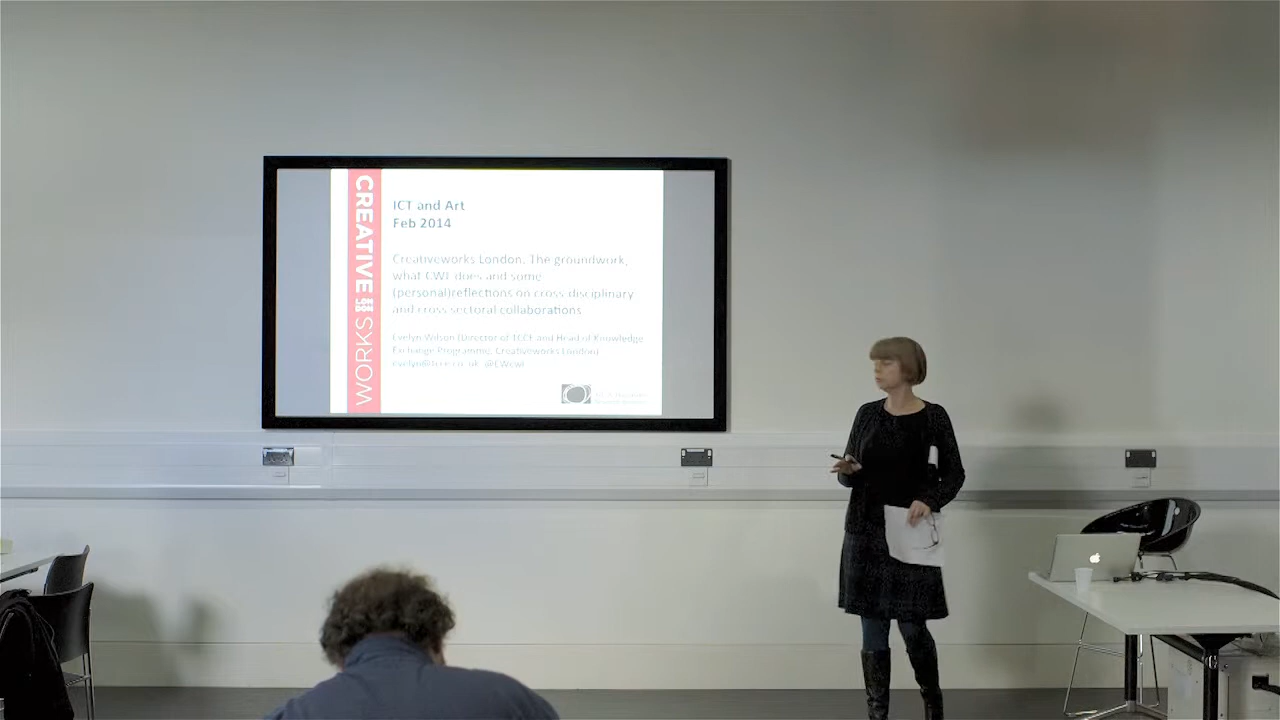 CREATIVE WORKS
ICT and Art
Feb 2014
Creativeworks London. The groundwork,
what CWL does and some
(personal)reflections on cross disciplinary
and cross sectoral collaborations
Evelyn Wilson (Director of TCCE and Head of Knowledge
Exchange Programme, Creativeworks London)